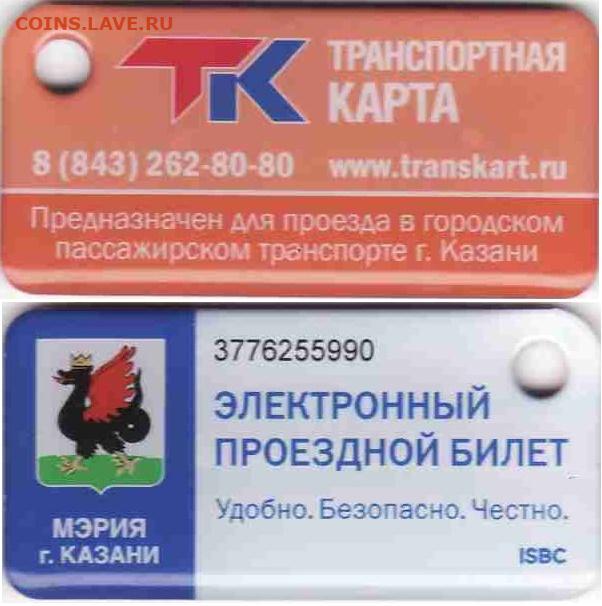 COINS.LAVE.RU
ТК ТРАНСПОРТНАЯ
КАРТА
8 (843) 262-80-80 www.transkart.ru
Предназначен для проезда в городском
пассажирском транспорте г. Казани
3776255990
ЭЛЕКТРОННЫЙ
ПРОЕЗДНОЙ БИЛЕТ
Удобно. Безопасно. Честно.
МЭРИЯ
г. КАЗАНИ
ISBC